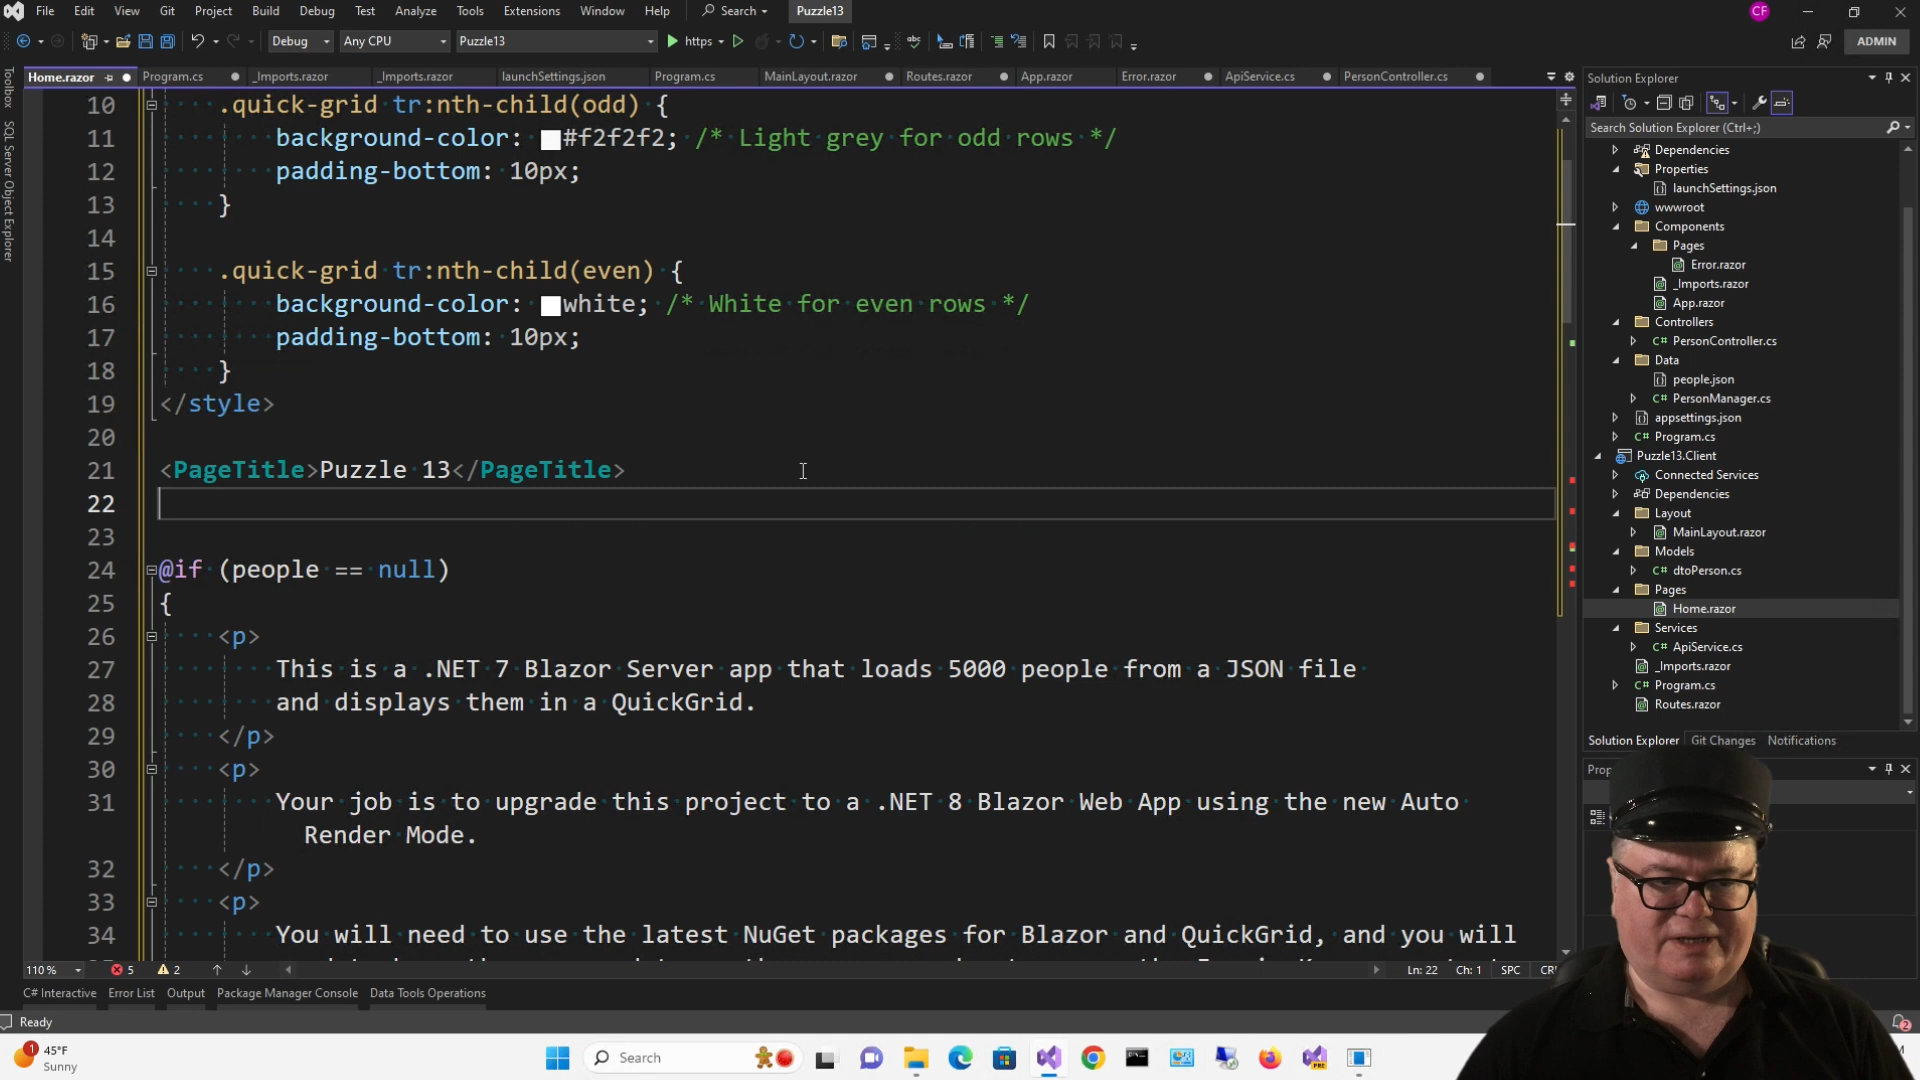 File Edit View Git Project Build Debug Test Analyze Tools Extensions Window Help Search Puzzle13 CF
Debug Any CPU Puzzle13 https ADMIN
Home.razor Program.cs _Imports.razor _Imports.razor launchSettings.json Program.cs MainLayout.razor Routes.razor App.razor Error.razor ApiService.cs PersonController.cs
Toolbox
SQL Server Object Explorer
10 .quick-grid tr:nth-child(odd) {
11 background-color: #f2f2f2; /* Light grey for odd rows */
12 padding-bottom: 10px;
13 }
14
15 .quick-grid tr:nth-child(even) {
16 background-color: white; /* White for even rows */
17 padding-bottom: 10px;
18 }
19 </style>
20
21 <PageTitle>Puzzle 13</PageTitle>
22
23
24 @if (people == null)
25 {
26 <p>
27 This is a .NET 7 Blazor Server app that loads 5000 people from a JSON file
28 and displays them in a QuickGrid.
29 </p>
30 <p>
31 Your job is to upgrade this project to a .NET 8 Blazor Web App using the new Auto
Render Mode.
32 </p>
33 <p>
34 You will need to use the latest NuGet packages for Blazor and QuickGrid, and you will
110 % 5 2 Ln: 22 Ch: 1 SPC
C# Interactive Error List Output Package Manager Console Data Tools Operations
Ready
Solution Explorer
Search Solution Explorer (Ctrl+;)
Dependencies
Properties
launchSettings.json
wwwroot
Components
Pages
Error.razor
_Imports.razor
App.razor
Controllers
C# PersonController.cs
Data
people.json
C# PersonManager.cs
appsettings.json
C# Program.cs
Puzzle13.Client
Connected Services
Dependencies
Layout
MainLayout.razor
Models
C# dtoPerson.cs
Pages
Home.razor
Services
C# ApiService.cs
_Imports.razor
C# Program.cs
Routes.razor
Solution Explorer Git Changes Notifications
2
1 45°F
Sunny
Search